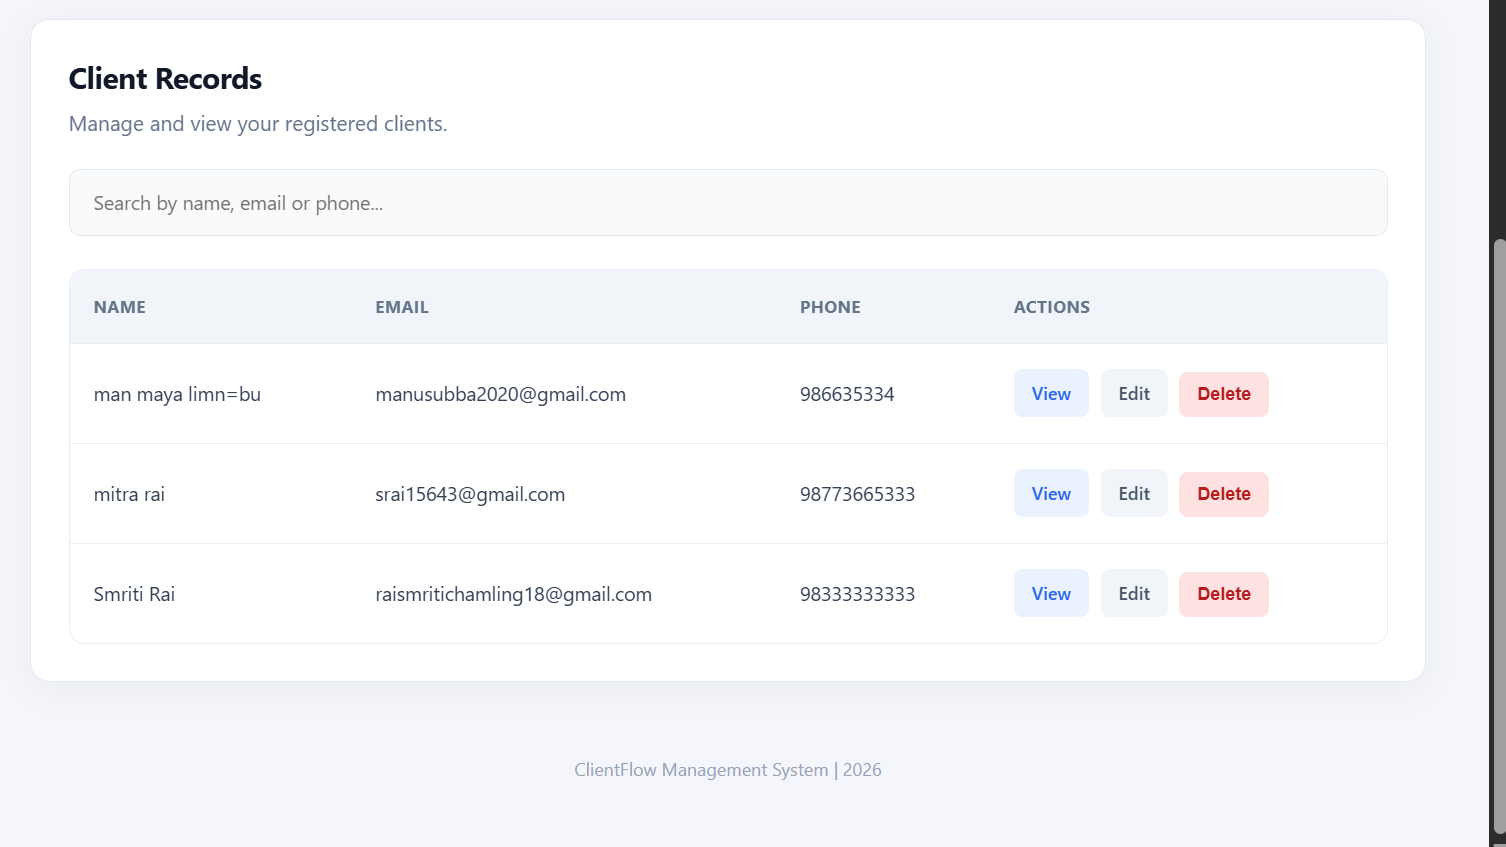 Client Records
Manage and view your registered clients.
Search by name, email or phone...
NAME EMAIL PHONE ACTIONS
man maya limn=bu manusubba2020@gmail.com 986635334 View Edit Delete
mitra rai srai15643@gmail.com 98773665333 View Edit Delete
Smriti Rai raismritichamling18@gmail.com 98333333333 View Edit Delete
ClientFlow Management System | 2026